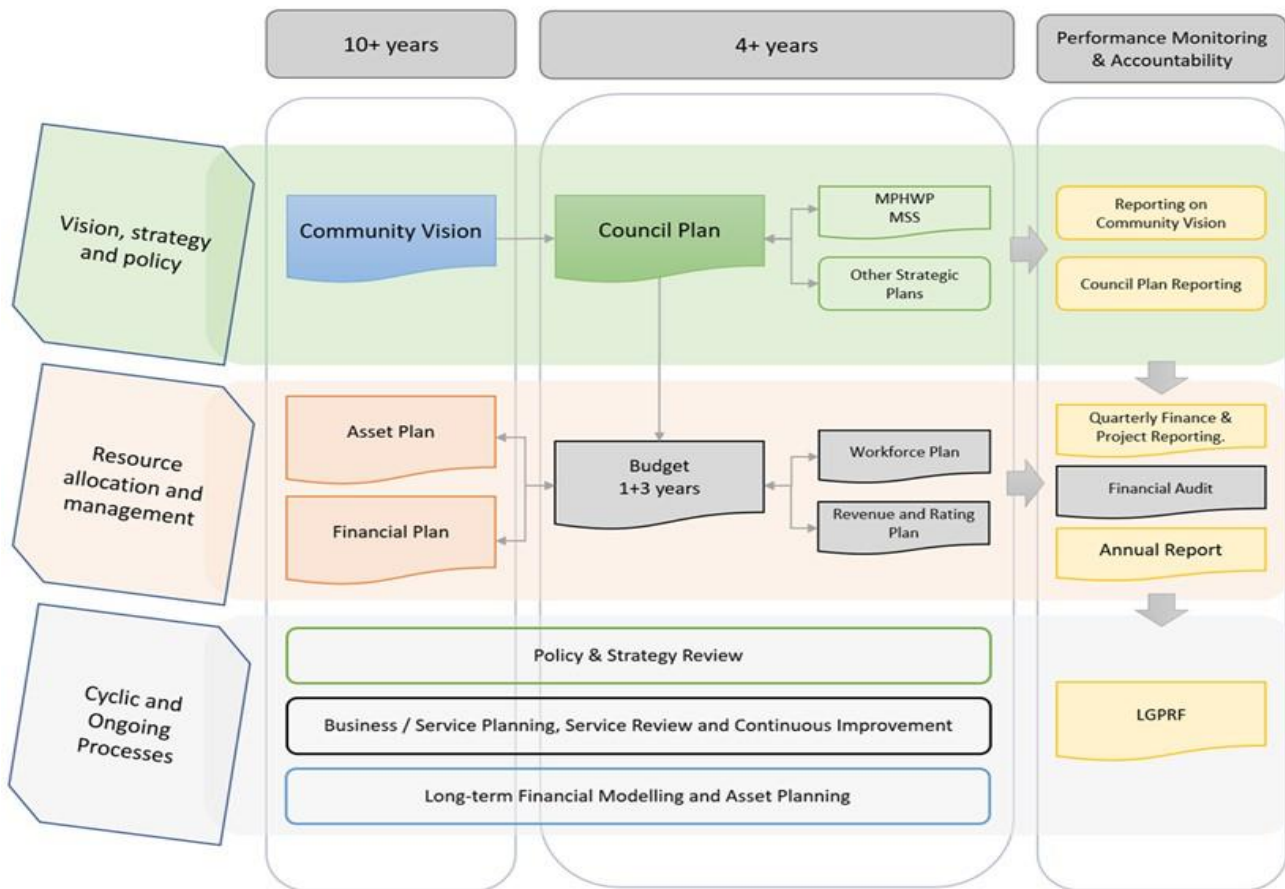 10+ years
4+ years
Performance Monitoring
& Accountability
Vision, strategy
and policy
Community Vision
Council Plan
MPHWP
MSS
Other Strategic
Plans
Reporting on
Community Vision
Council Plan Reporting
Resource
allocation and
management
Asset Plan
Financial Plan
Budget
1+3 years
Workforce Plan
Revenue and Rating
Plan
Quarterly Finance &
Project Reporting.
Financial Audit
Annual Report
Cyclic and
Ongoing
Processes
Policy & Strategy Review
Business / Service Planning, Service Review and Continuous Improvement
Long-term Financial Modelling and Asset Planning
LGPRF